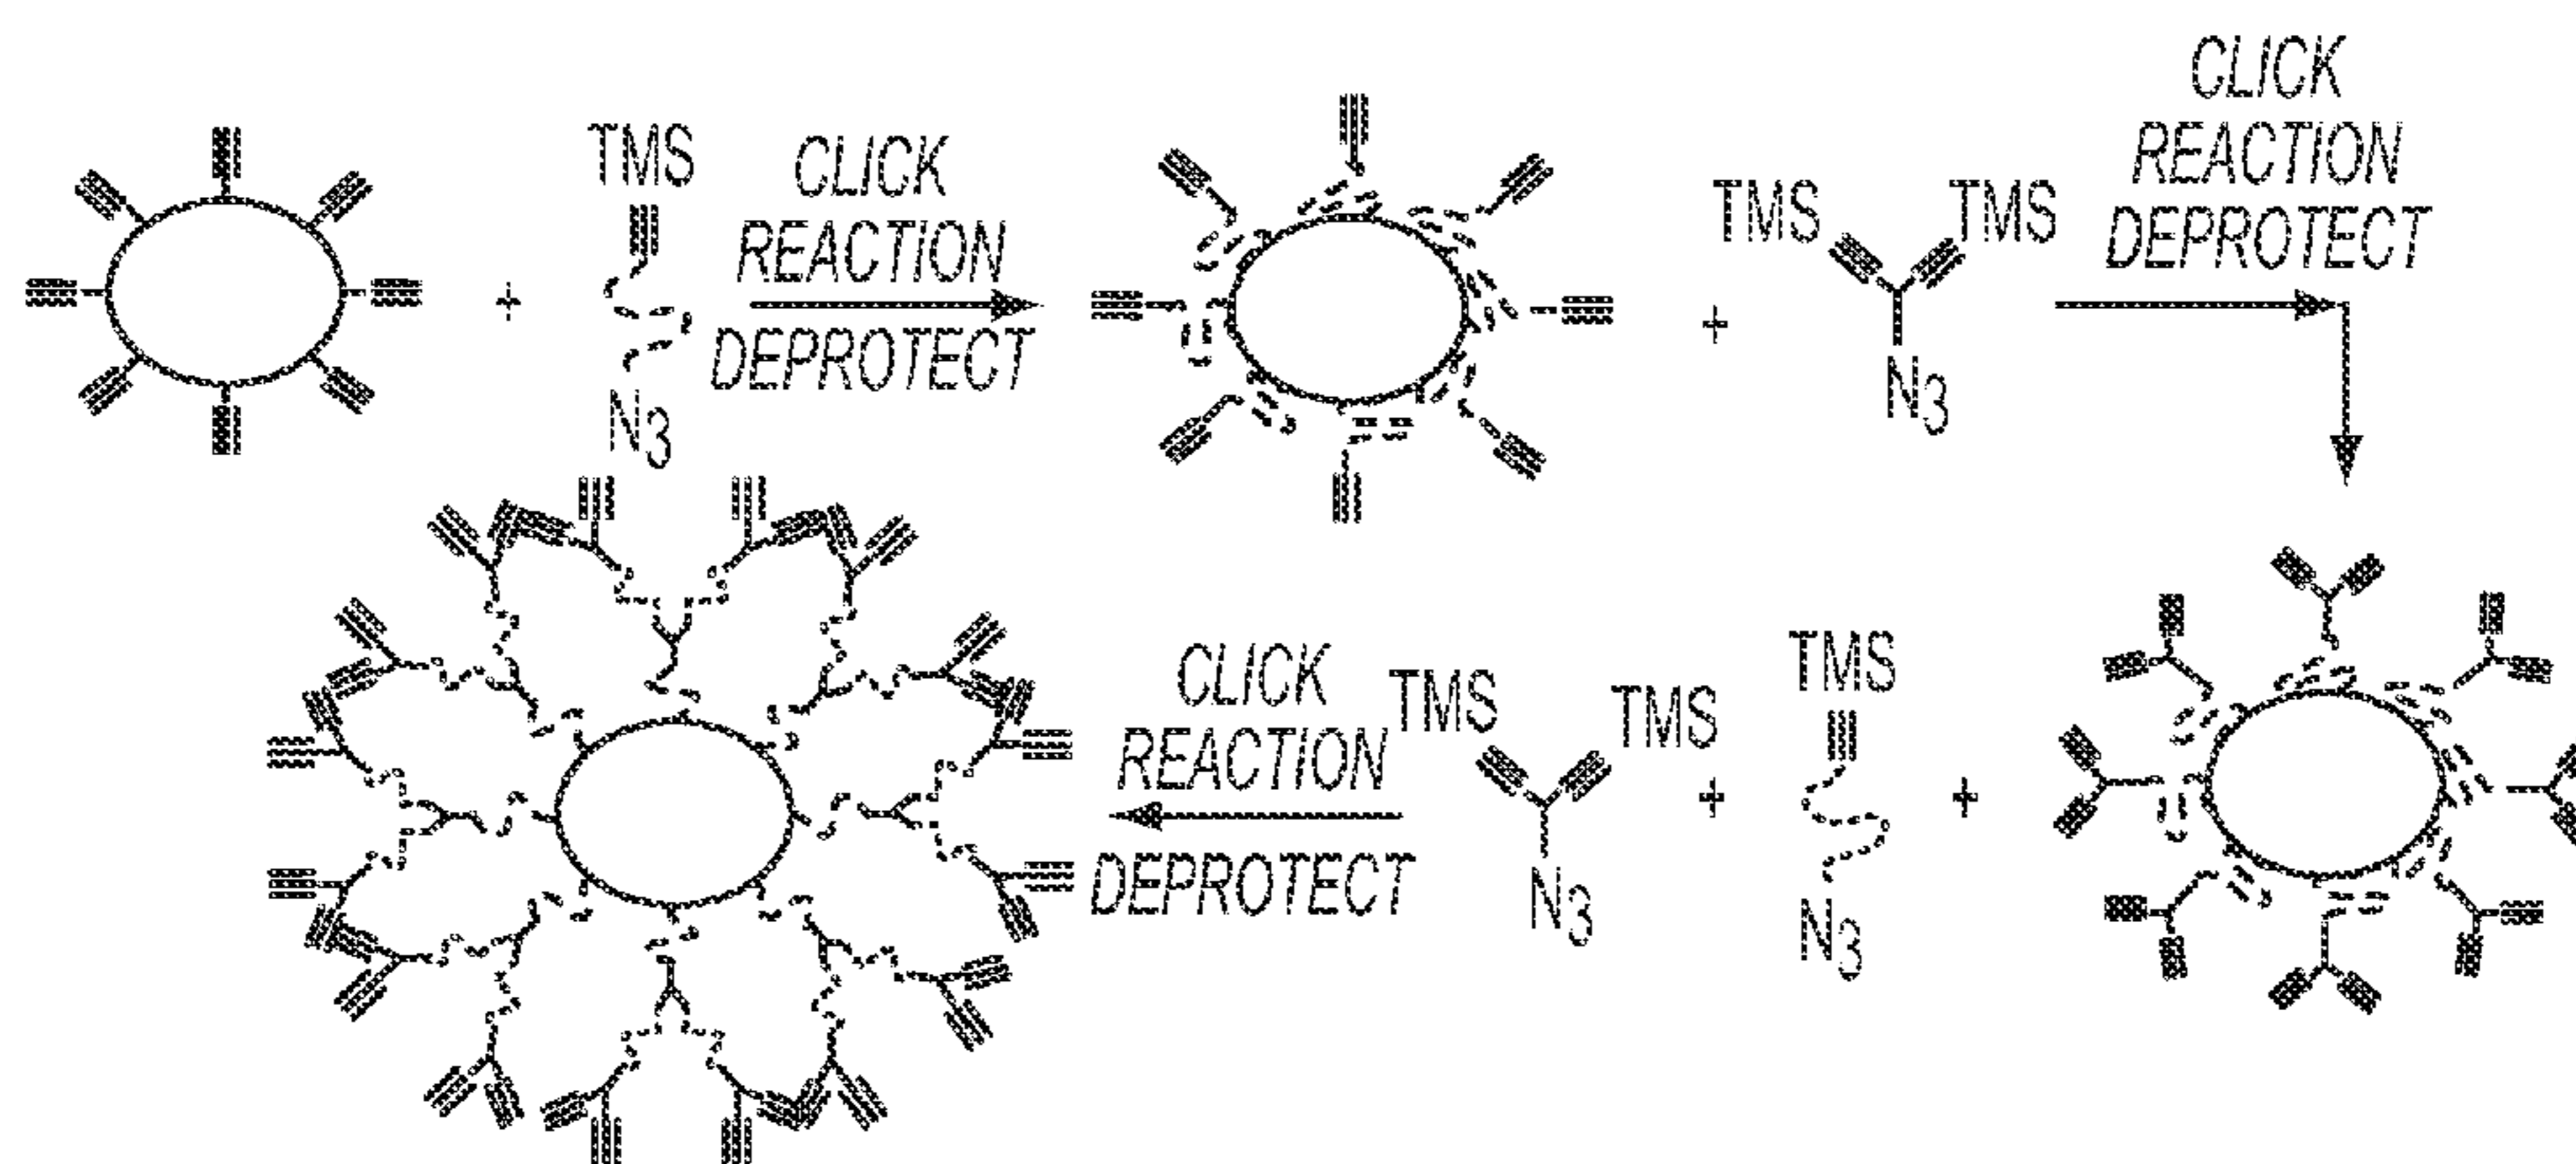 TMS
CLICK
REACTION
DEPROTECT
N3
+
+
TMS
TMS
N3
CLICK
REACTION
DEPROTECT
CLICK
REACTION
DEPROTECT
TMS
TMS
N3
+
TMS
N3
+